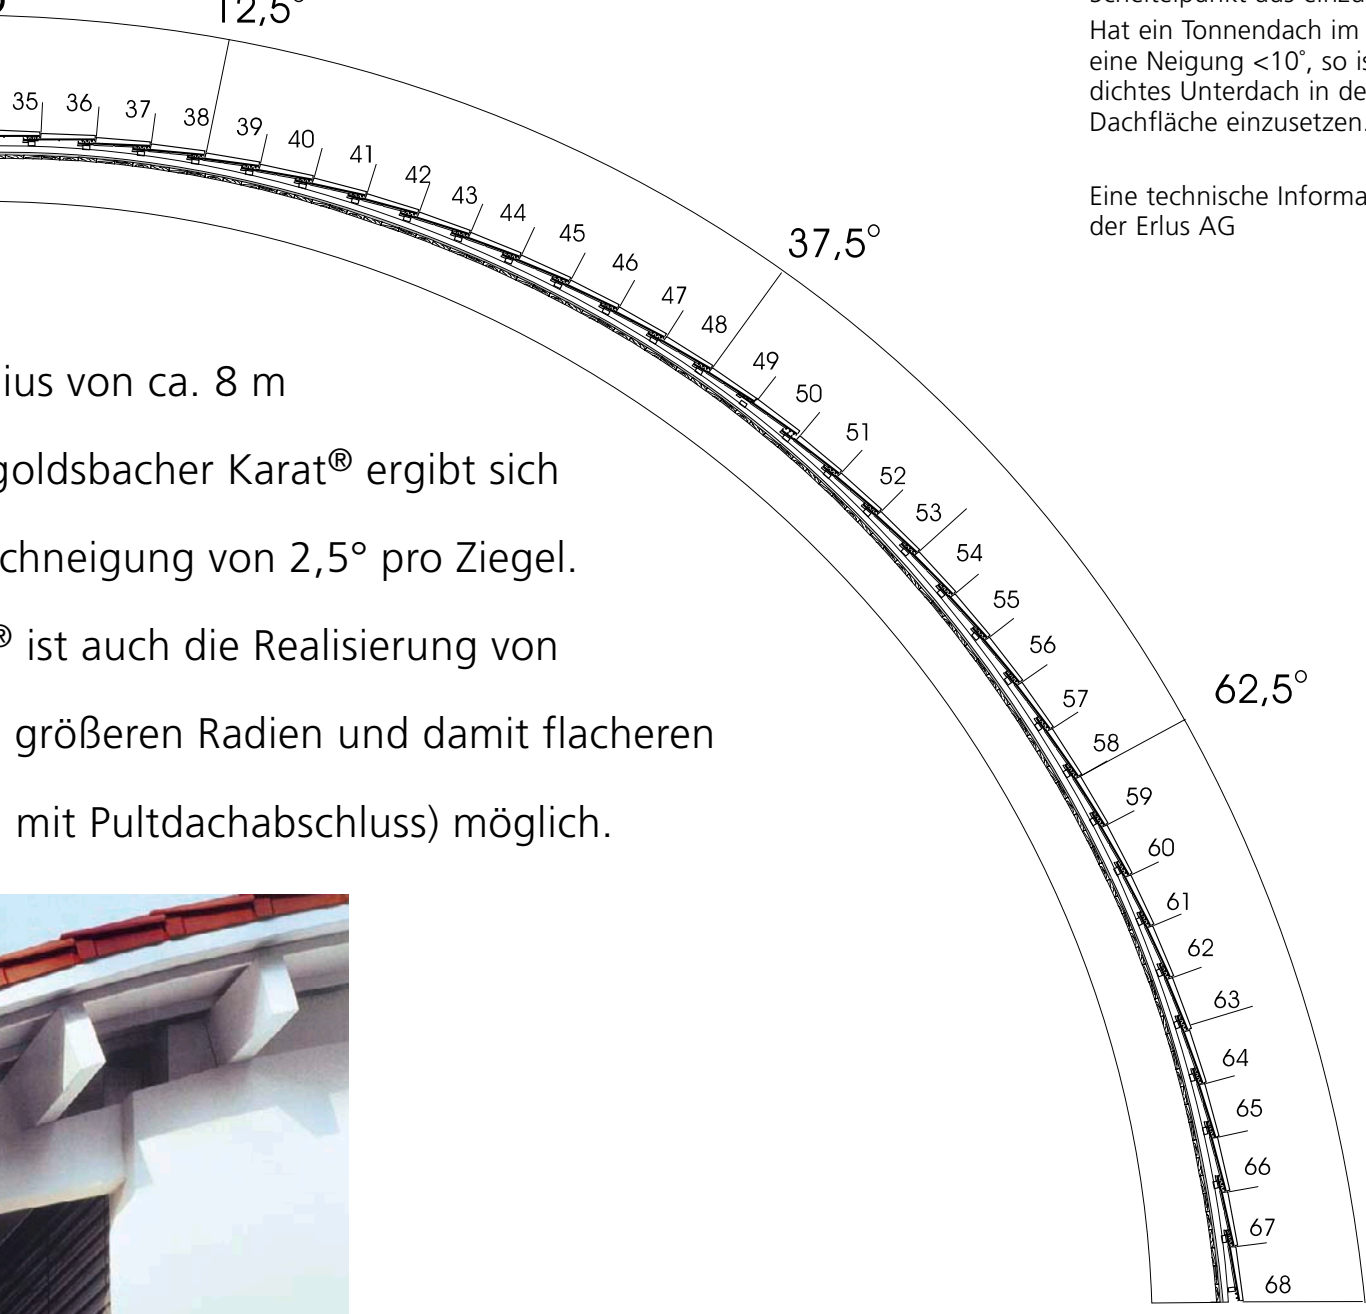 12,5°
Hat ein Tonnendach im
eine Neigung <10°, so is
dichtes Unterdach in de
Dachfläche einzusetzen.
Eine technische Informa
der Erlus AG
35 36 37 38 39 40 41 42 43 44 45 46 47 48
37,5°
49 50 51 52 53 54 55 56 57 58
62,5°
59 60 61 62 63 64 65 66 67 68
ius von ca. 8 m
goldsbacher Karat® ergibt sich
chneigung von 2,5° pro Ziegel.
® ist auch die Realisierung von
größeren Radien und damit flacheren
mit Pultdachabschluss) möglich.